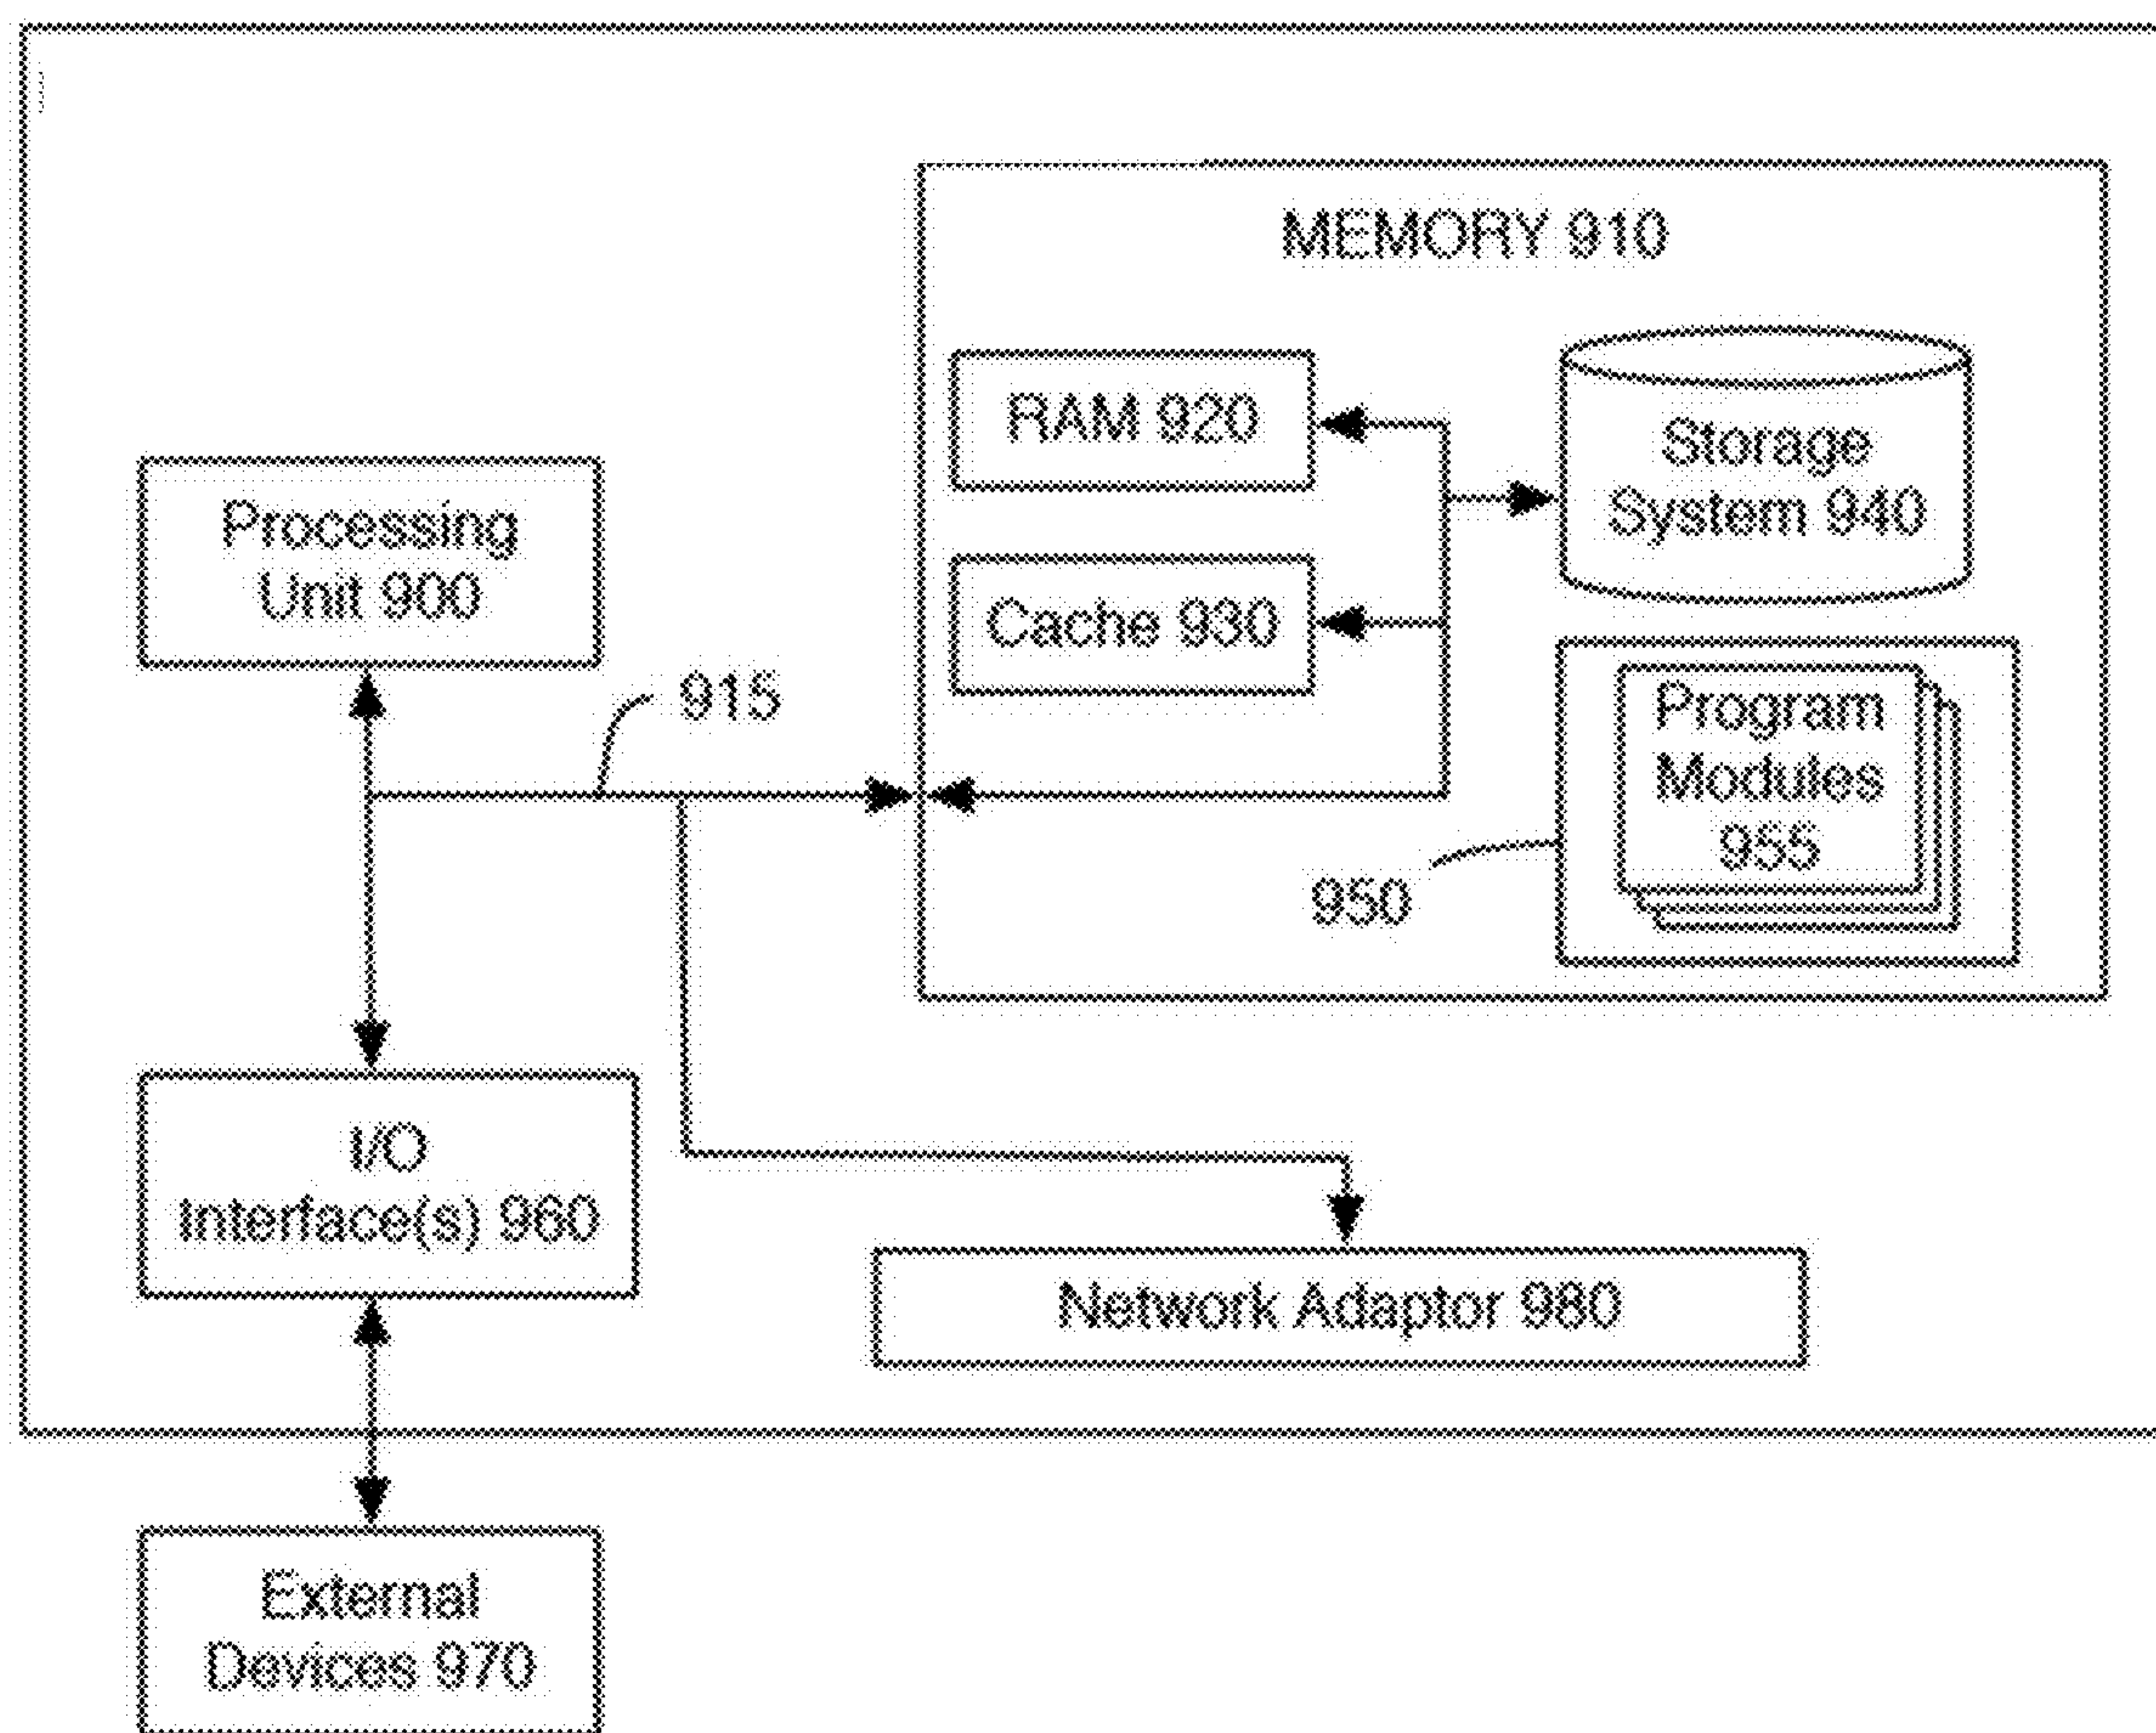 MEMORY 910
RAM 920
Storage
System 940
Processing
Unit 900
Cache 930
915
Program
Modules
955
950
I/O
Interface(s) 960
Network Adaptor 980
External
Devices 970